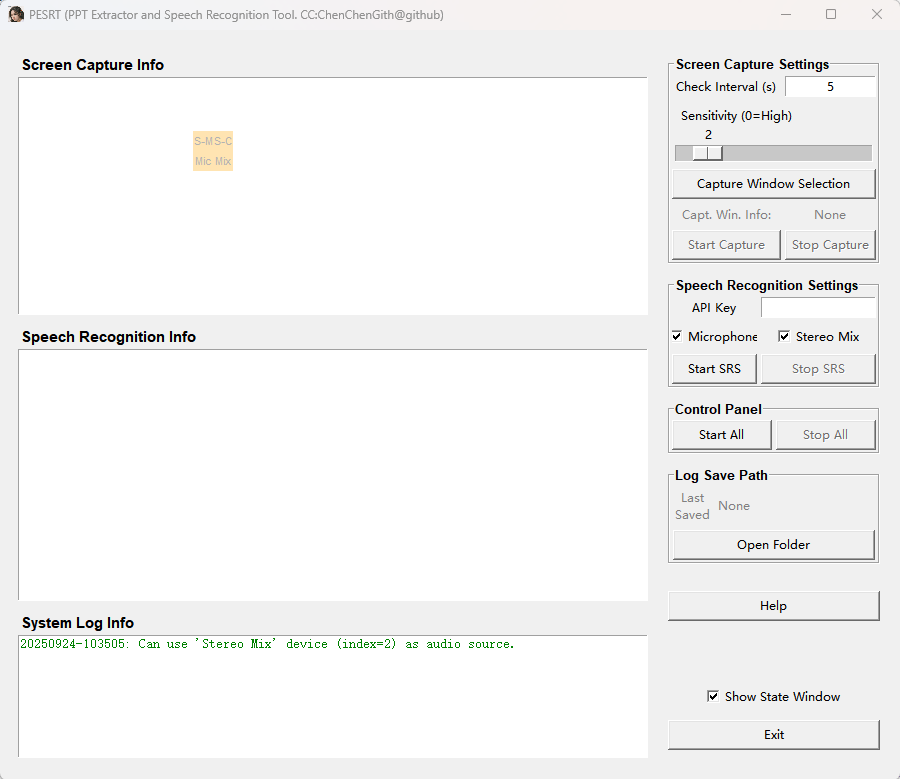 PESRT (PPT Extractor and Speech Recognition Tool. CC:ChenChenGith@github)
Screen Capture Info
S-M S-C
Mic Mix
Speech Recognition Info
System Log Info
20250924-103505: Can use 'Stereo Mix' device (index=2) as audio source.
Screen Capture Settings
Check Interval (s) 5
Sensitivity (0=High)
2
Capture Window Selection
Capt. Win. Info: None
Start Capture Stop Capture
Speech Recognition Settings
API Key
Microphone Stereo Mix
Start SRS Stop SRS
Control Panel
Start All Stop All
Log Save Path
Last
Saved None
Open Folder
Help
Show State Window
Exit